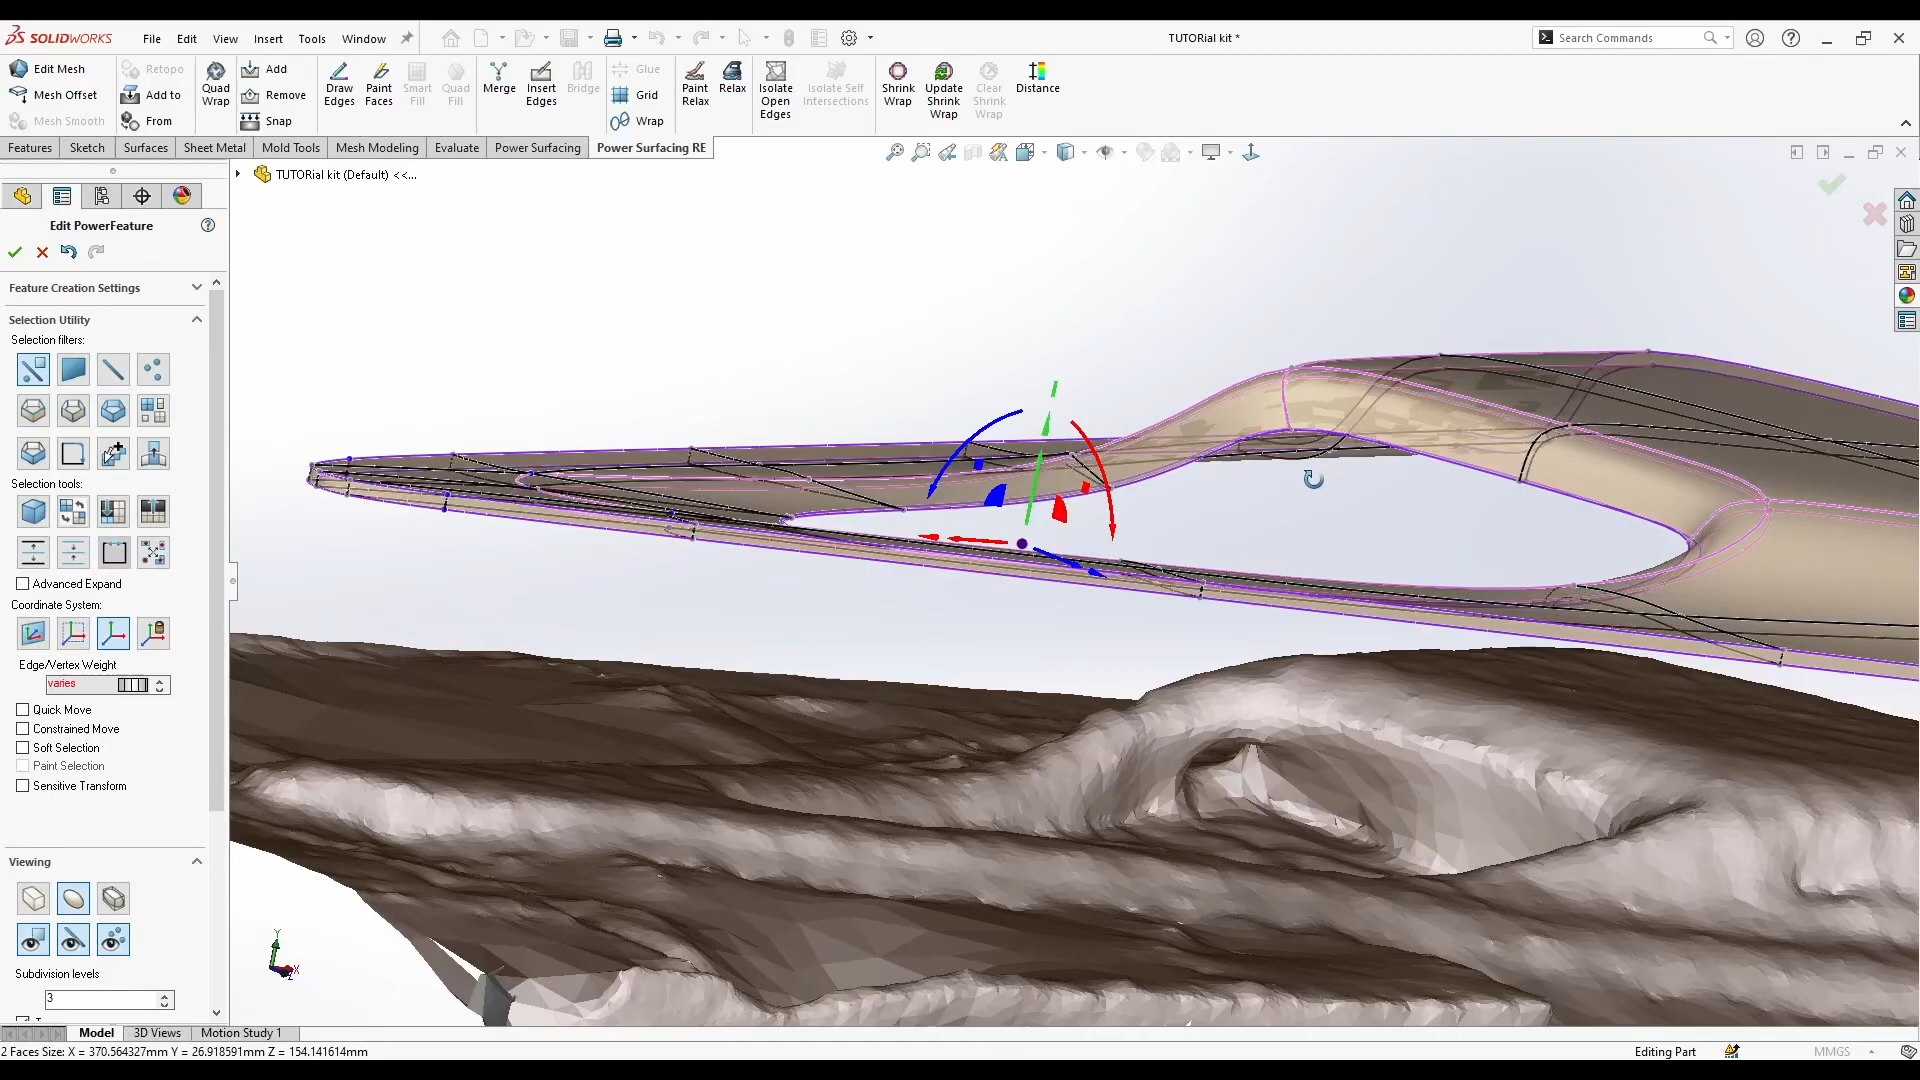 SOLIDWORKS
File Edit View Insert Tools Window
TUTORial kit *
Search Commands
Edit Mesh
Mesh Offset
Mesh Smooth
Retopo
Add to
From
Quad Wrap
Add
Remove
Snap
Draw Edges
Paint Faces
Smart Fill
Quad Fill
Merge
Insert Edges
Bridge
Glue
Grid
Wrap
Paint Relax
Relax
Isolate Open Edges
Isolate Self Intersections
Shrink Wrap
Update Shrink Wrap
Clear Shrink Wrap
Distance
Features Sketch Surfaces Sheet Metal Mold Tools Mesh Modeling Evaluate Power Surfacing Power Surfacing RE
TUTORial kit (Default) <<...
Edit PowerFeature
Feature Creation Settings
Selection Utility
Selection filters:
Selection tools:
Advanced Expand
Coordinate System:
Edge/Vertex Weight
varies
Quick Move
Constrained Move
Soft Selection
Paint Selection
Sensitive Transform
Viewing
Subdivision levels
3
Y
X
Model 3D Views Motion Study 1
2 Faces Size: X = 370.564327mm Y = 26.918591mm Z = 154.141614mm
Editing Part
MMGS